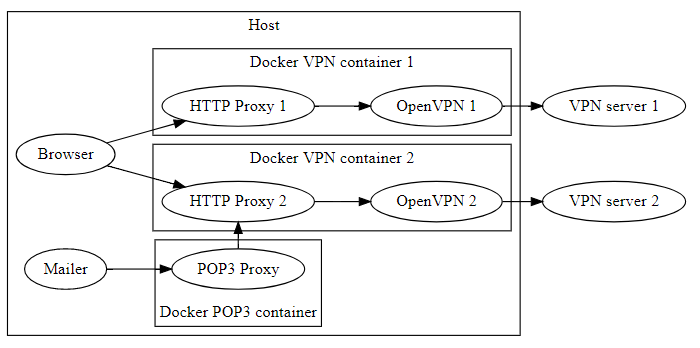 Host
Docker VPN container 1
HTTP Proxy 1
OpenVPN 1
VPN server 1
Browser
Docker VPN container 2
HTTP Proxy 2
OpenVPN 2
VPN server 2
Mailer
POP3 Proxy
Docker POP3 container